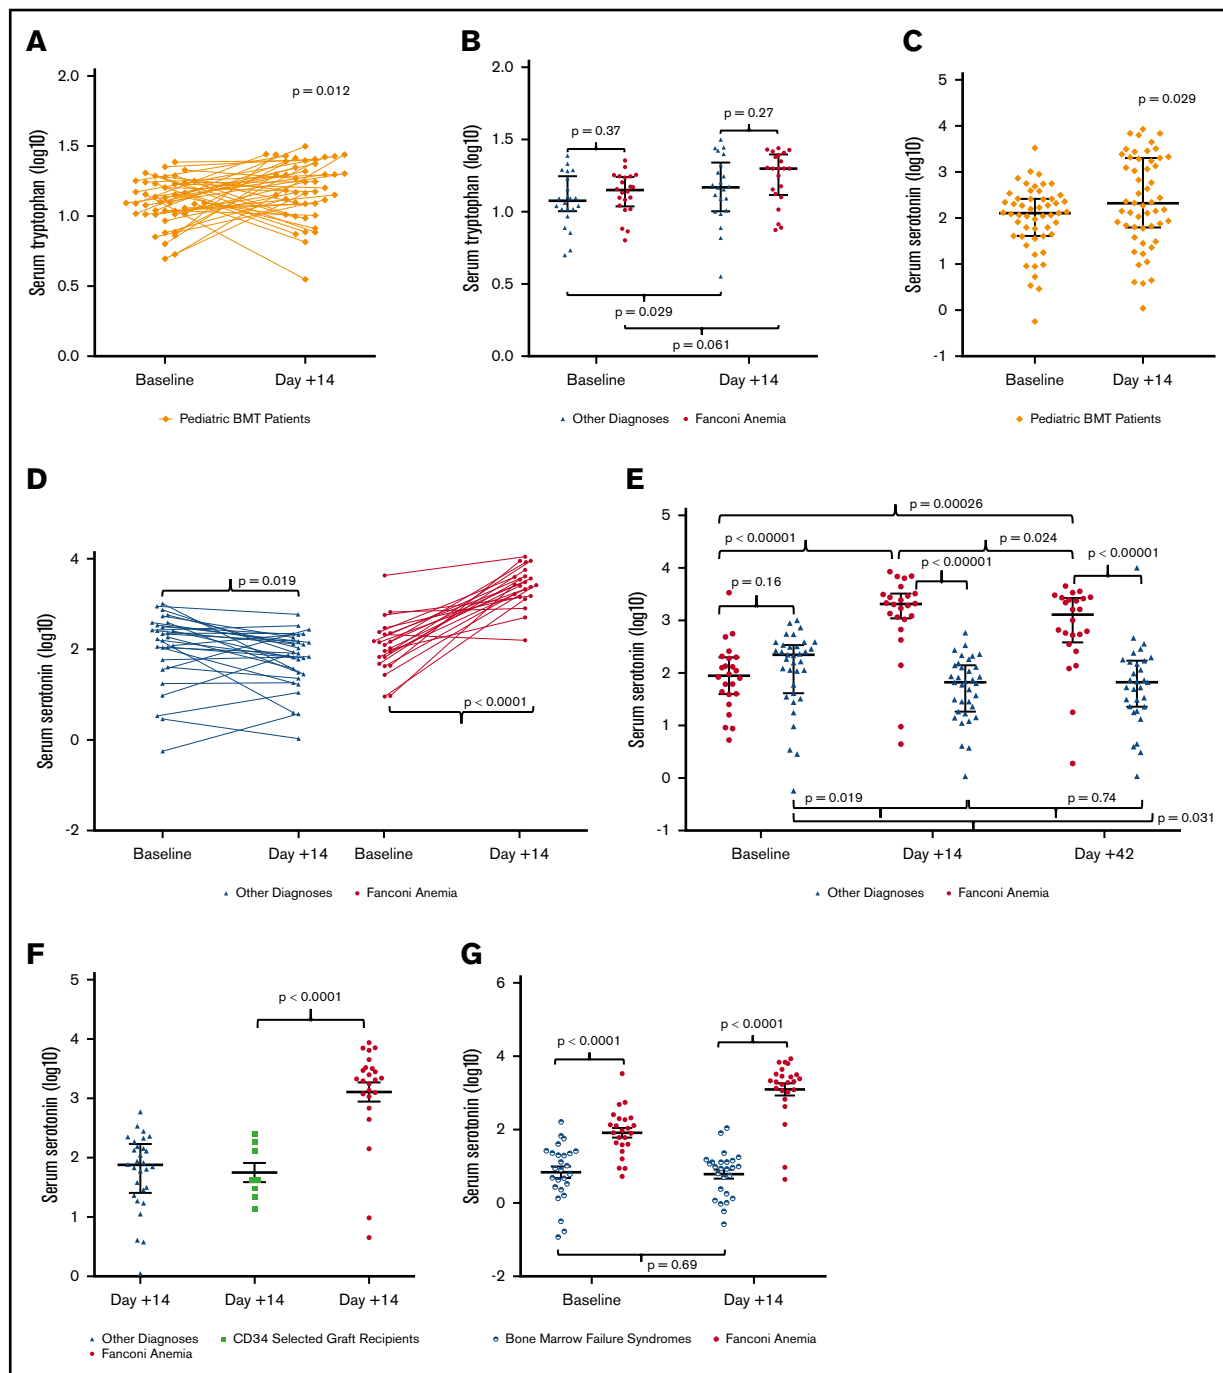 A
Serum tryptophan (log10)
2.0
1.5
1.0
0.5
0.0
p = 0.012
Baseline
Day +14
Pediatric BMT Patients
B
Serum tryptophan (log10)
2.0
1.5
1.0
0.5
0.0
p = 0.37
p = 0.27
p = 0.029
p = 0.061
Baseline
Day +14
Other Diagnoses
Fanconi Anemia
C
Serum serotonin (log10)
5
4
3
2
1
0
-1
p = 0.029
Baseline
Day +14
Pediatric BMT Patients
D
Serum serotonin (log10)
4
2
0
-2
p = 0.019
p < 0.0001
Baseline
Day +14
Baseline
Day +14
Other Diagnoses
Fanconi Anemia
E
Serum serotonin (log10)
5
4
3
2
1
0
-1
p = 0.00026
p < 0.00001
p = 0.024
p = 0.16
p < 0.00001
p < 0.00001
p = 0.019
p = 0.74
p = 0.031
Baseline
Day +14
Day +42
Other Diagnoses
Fanconi Anemia
F
Serum serotonin (log10)
5
4
3
2
1
0
p < 0.0001
Day +14
Day +14
Day +14
Other Diagnoses
CD34 Selected Graft Recipients
Fanconi Anemia
G
Serum serotonin (log10)
6
4
2
0
-2
p < 0.0001
p < 0.0001
p = 0.69
Baseline
Day +14
Bone Marrow Failure Syndromes
Fanconi Anemia